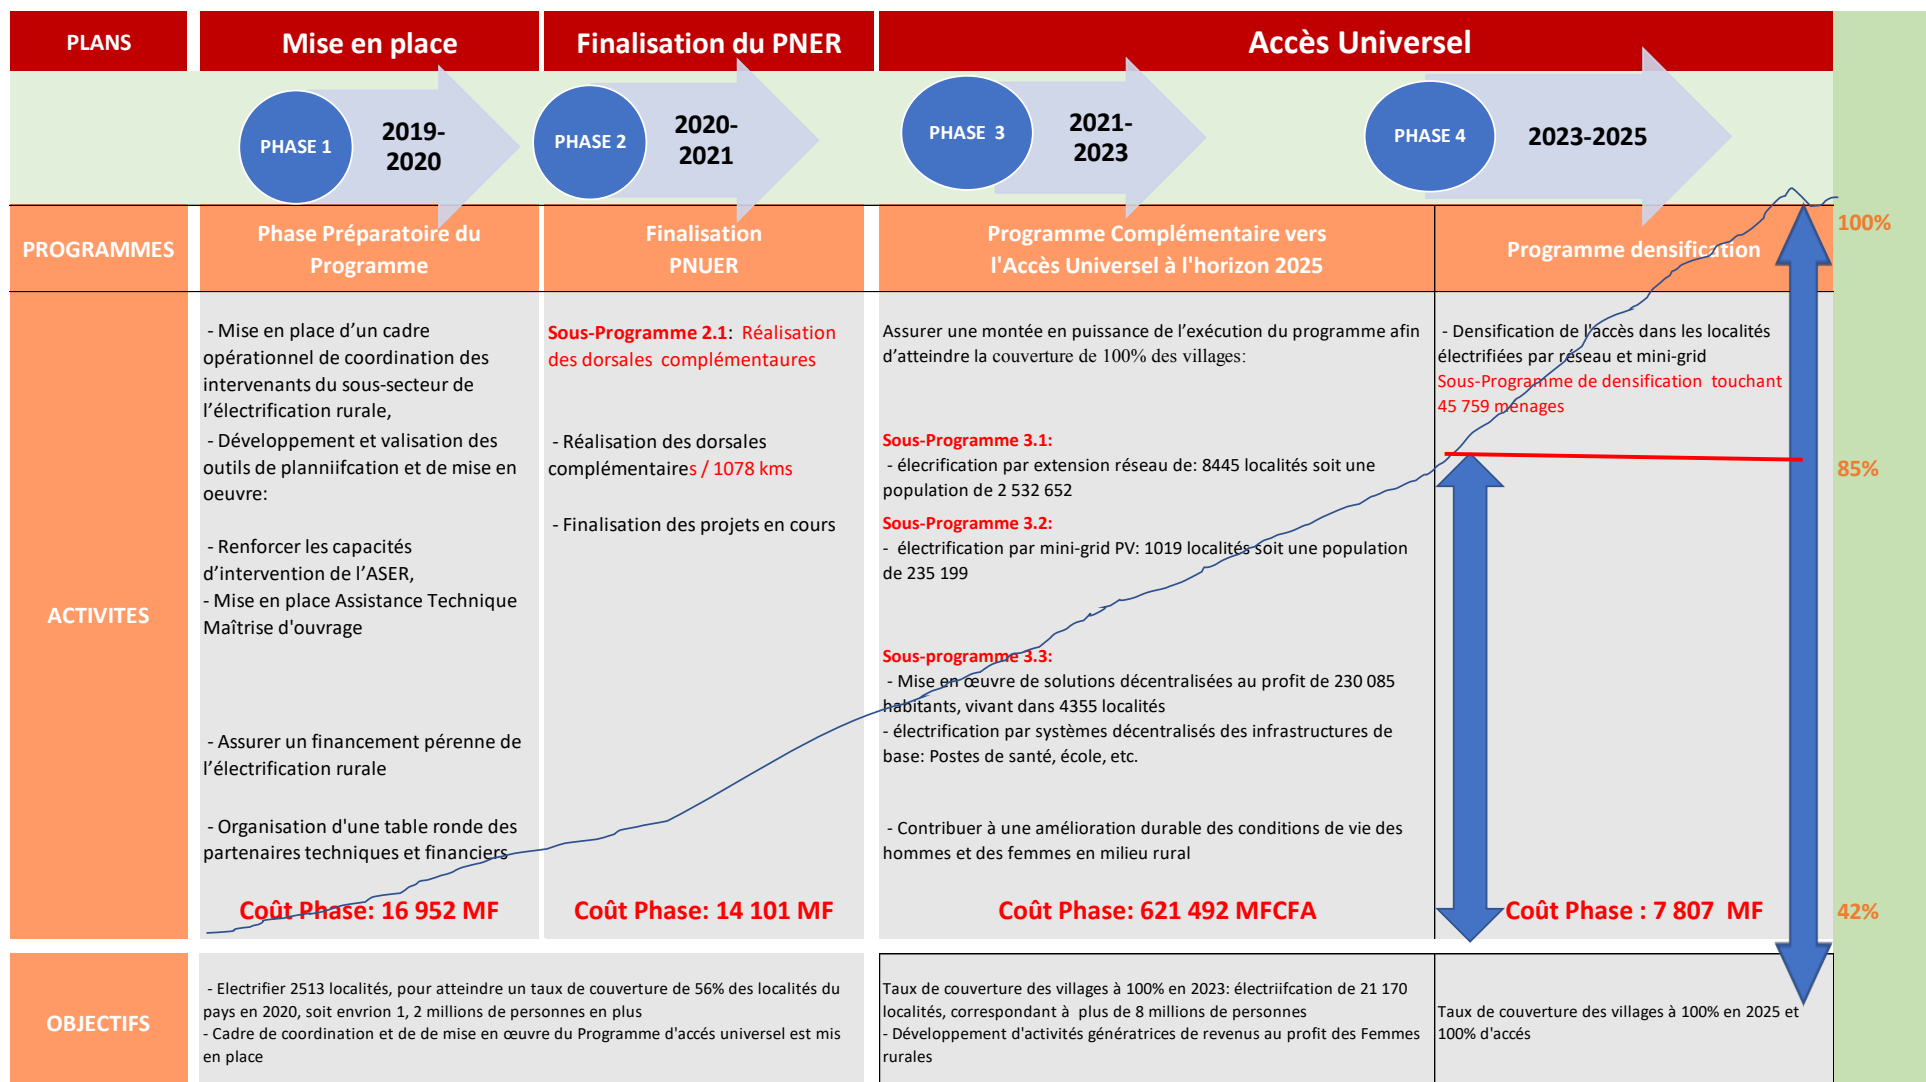 PLANS
Mise en place
Finalisation du PNER
Accès Universel
PHASE 1
2019-
2020
PHASE 2
2020-
2021
PHASE  3
2021-
2023
PHASE 4
2023-2025
PROGRAMMES
Phase Préparatoire du
Programme
Finalisation
PNUER
Programme Complémentaire vers
l'Accès Universel à l'horizon 2025
Programme densification
100%
ACTIVITES
- Mise en place d’un cadre
opérationnel de coordination des
intervenants du sous-secteur de
l’électrification rurale,
- Développement et valisation des
outils de planniifcation et de mise en
oeuvre:
- Renforcer les capacités
d’intervention de l’ASER,
- Mise en place Assistance Technique
Maîtrise d'ouvrage
- Assurer un financement pérenne de
l’électrification rurale
- Organisation d'une table ronde des
partenaires techniques et financiers
Coût Phase: 16 952 MF
Sous-Programme 2.1:  Réalisation
des dorsales  complémentaures
- Réalisation des dorsales
complémentaires / 1078 kms
- Finalisation des projets en cours
Coût Phase: 14 101 MF
Assurer une montée en puissance de l’exécution du programme afin
d’atteindre la couverture de 100% des villages:
Sous-Programme 3.1:
- élecrification par extension réseau de: 8445 localités soit une
population de 2 532 652
Sous-Programme 3.2:
-  électrification par mini-grid PV: 1019 localités soit une population
de 235 199
Sous-programme 3.3:
- Mise en œuvre de solutions décentralisées au profit de 230 085
habitants, vivant dans 4355 localités
- électrification par systèmes décentralisés des infrastructures de
base: Postes de santé, école, etc.
- Contribuer à une amélioration durable des conditions de vie des
hommes et des femmes en milieu rural
Coût Phase: 621 492 MFCFA
- Densification de l'accès dans les localités
électrifiées par réseau et mini-grid
Sous-Programme de densification  touchant
45 759 ménages
Coût Phase : 7 807  MF
85%
42%
OBJECTIFS
- Electrifier 2513 localités, pour atteindre un taux de couverture de 56% des localités du
pays en 2020, soit envrion 1, 2 millions de personnes en plus
- Cadre de coordination et de de mise en œuvre du Programme d'accés universel est mis
en place
Taux de couverture des villages à 100% en 2023: électriifcation de 21 170
localités, correspondant à  plus de 8 millions de personnes
- Développement d'activités génératrices de revenus au profit des Femmes
rurales
Taux de couverture des villages à 100% en 2025 et
100% d'accés